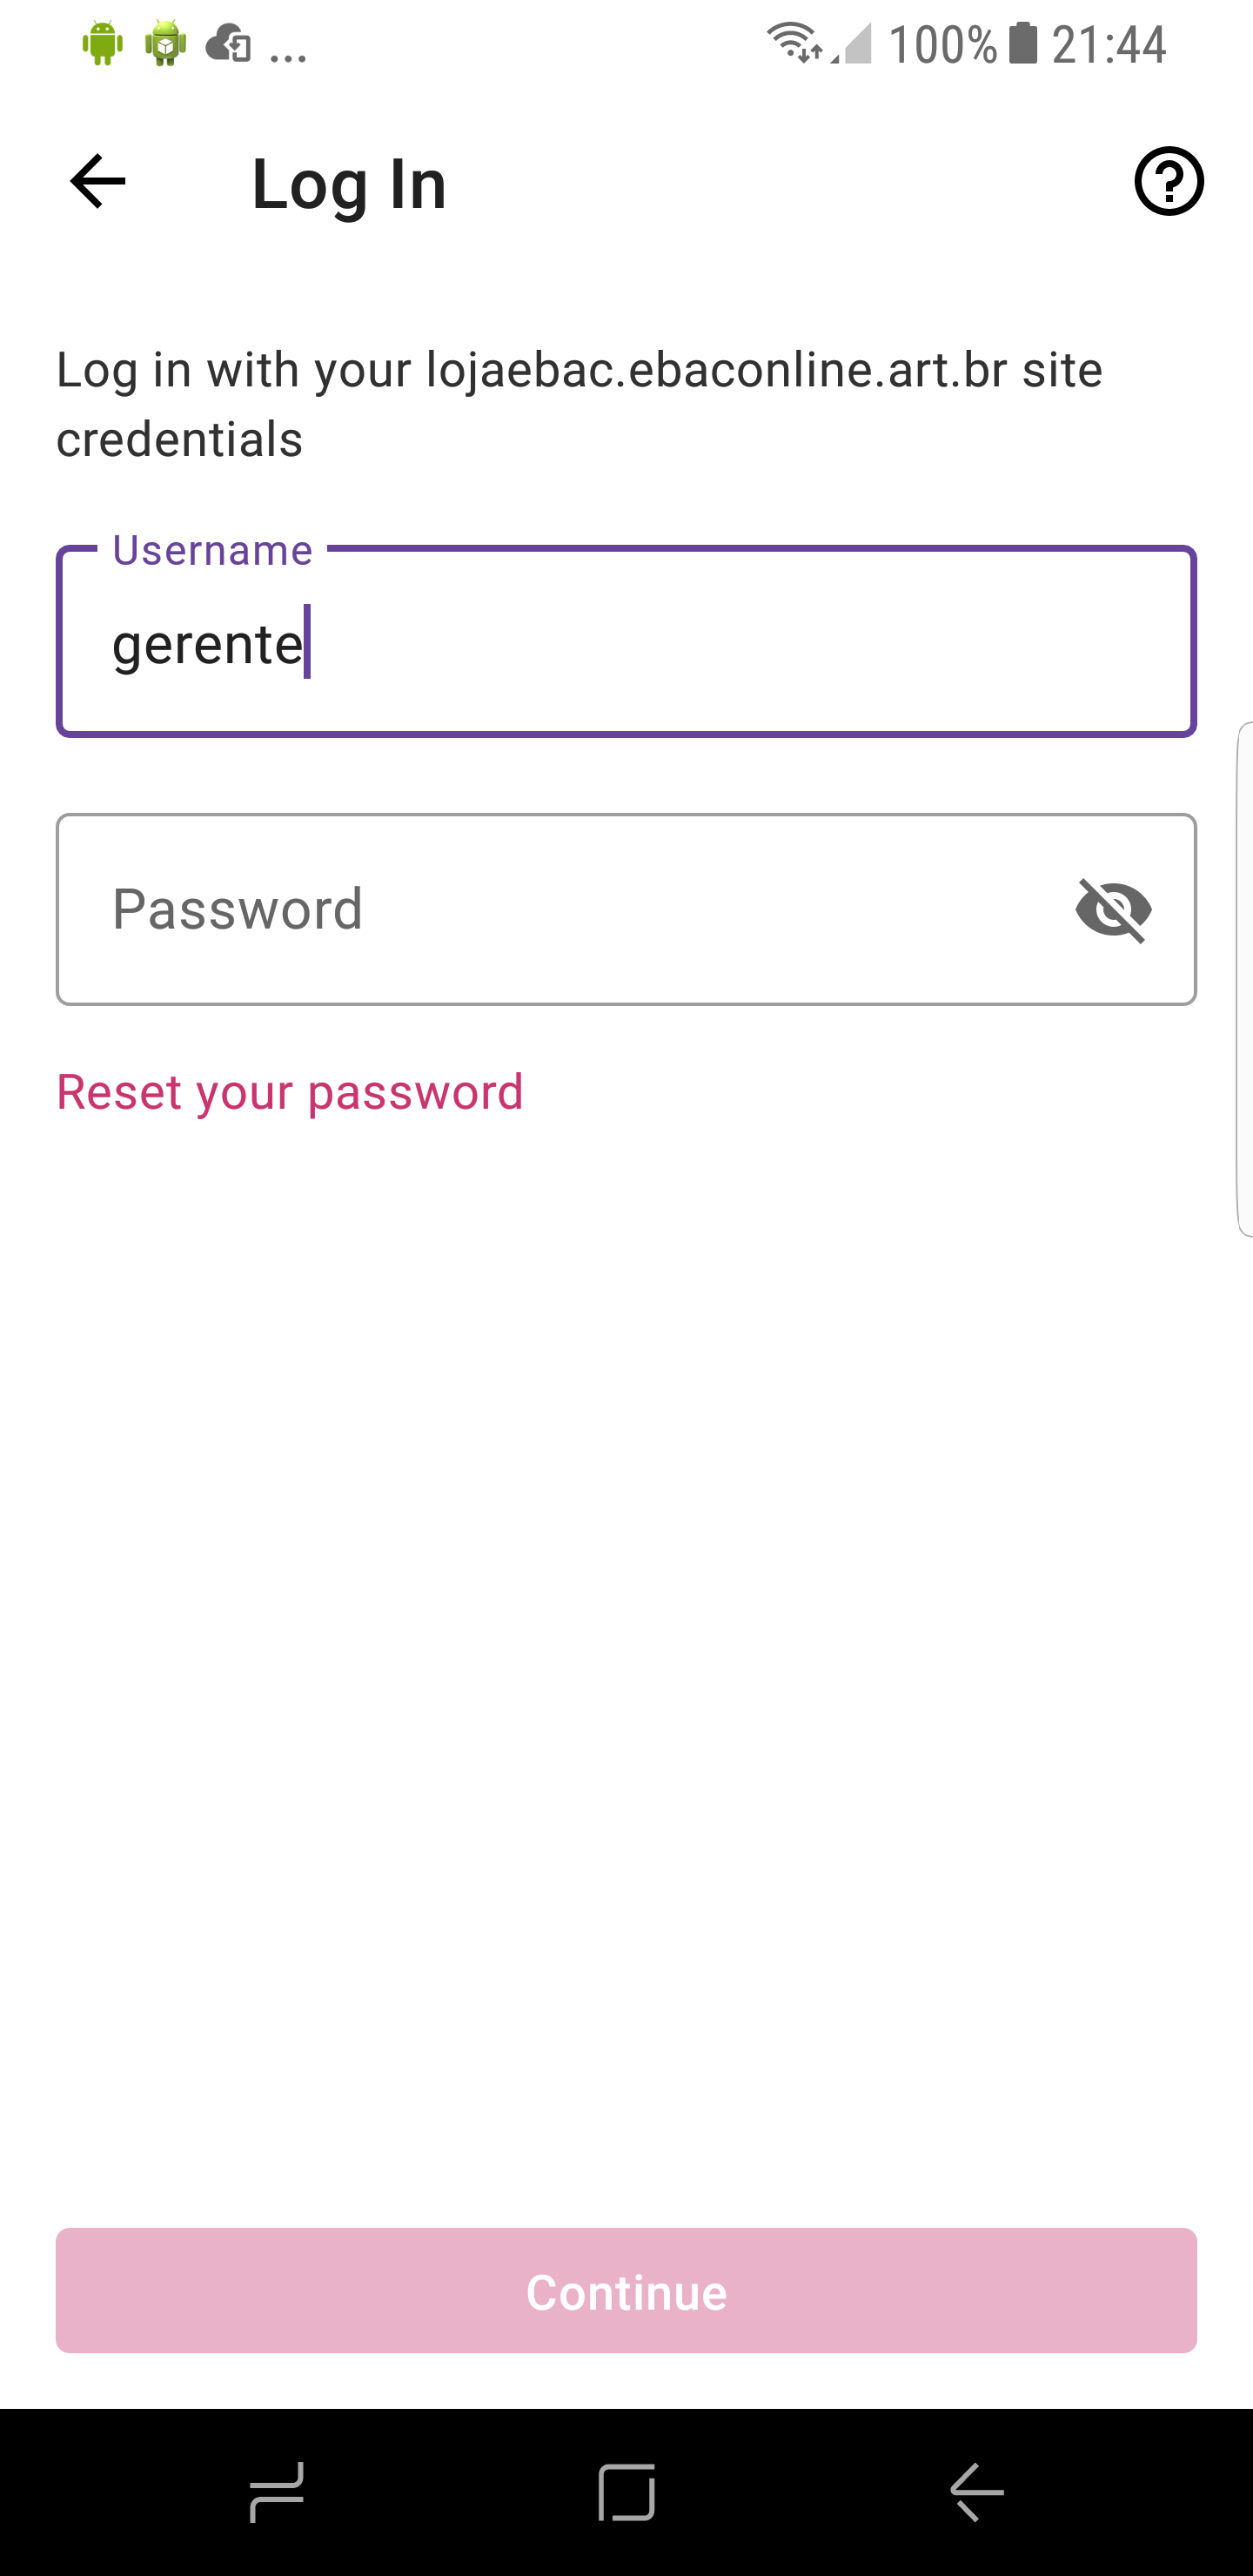 ... 100% 21:44
Log In
Log in with your lojaebac.ebaconline.art.br site
credentials
Username
gerente
Password
Reset your password
Continue